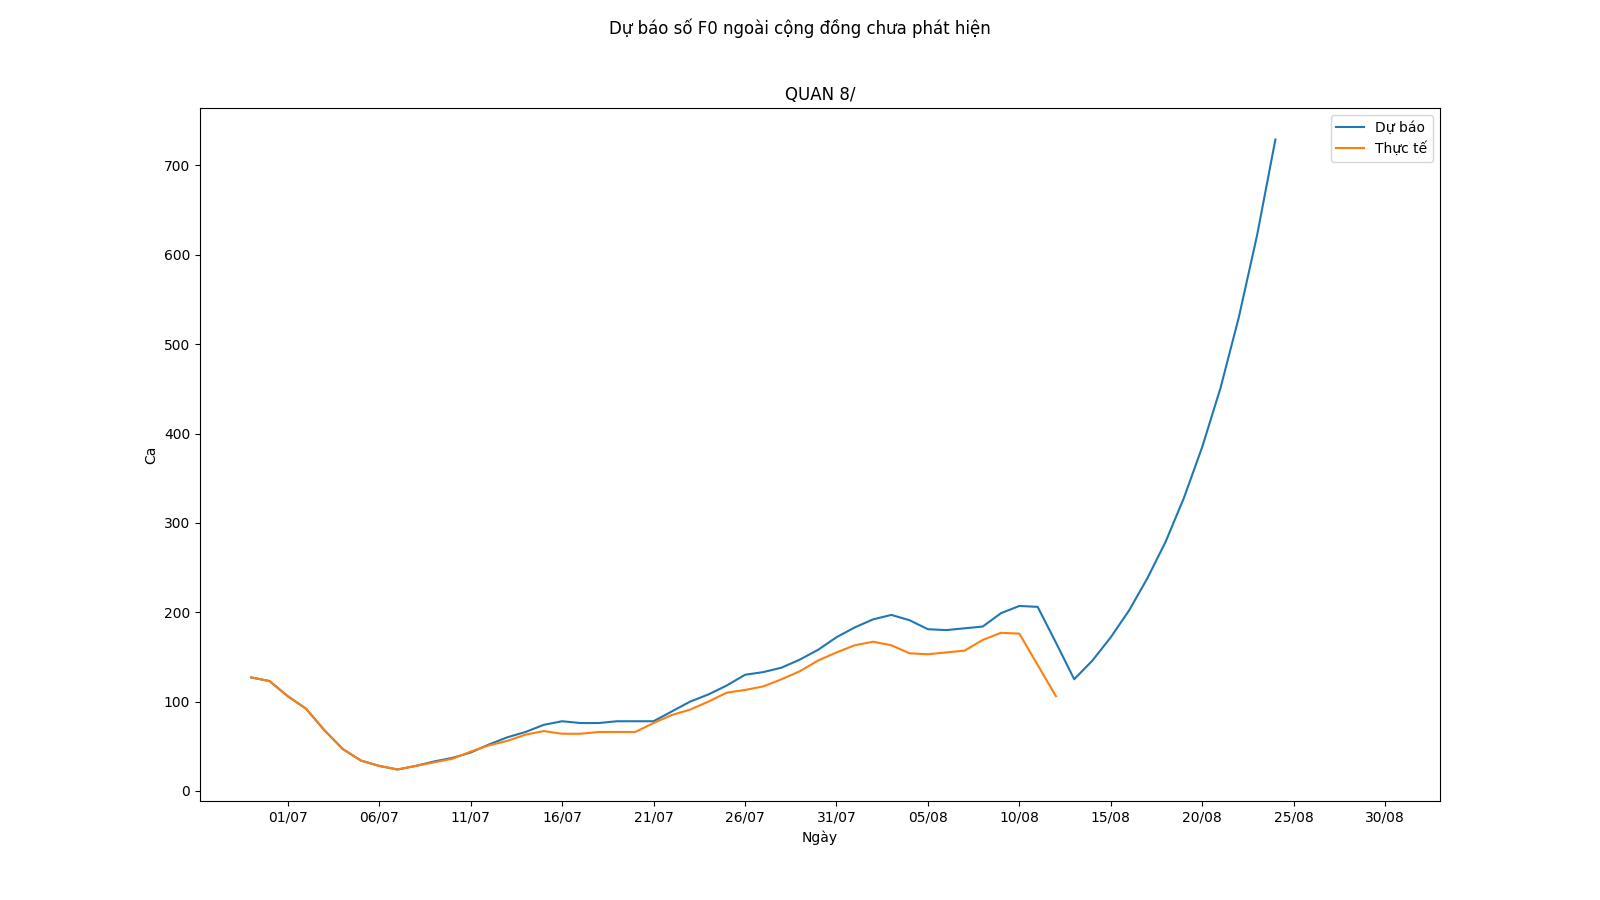 Dự báo số F0 ngoài cộng đồng chưa phát hiện
QUAN 8/
Dự báo
Thực tế
700
600
500
400
300
200
100
0
Ca
01/07 06/07 11/07 16/07 21/07 26/07 31/07 05/08 10/08 15/08 20/08 25/08 30/08
Ngày